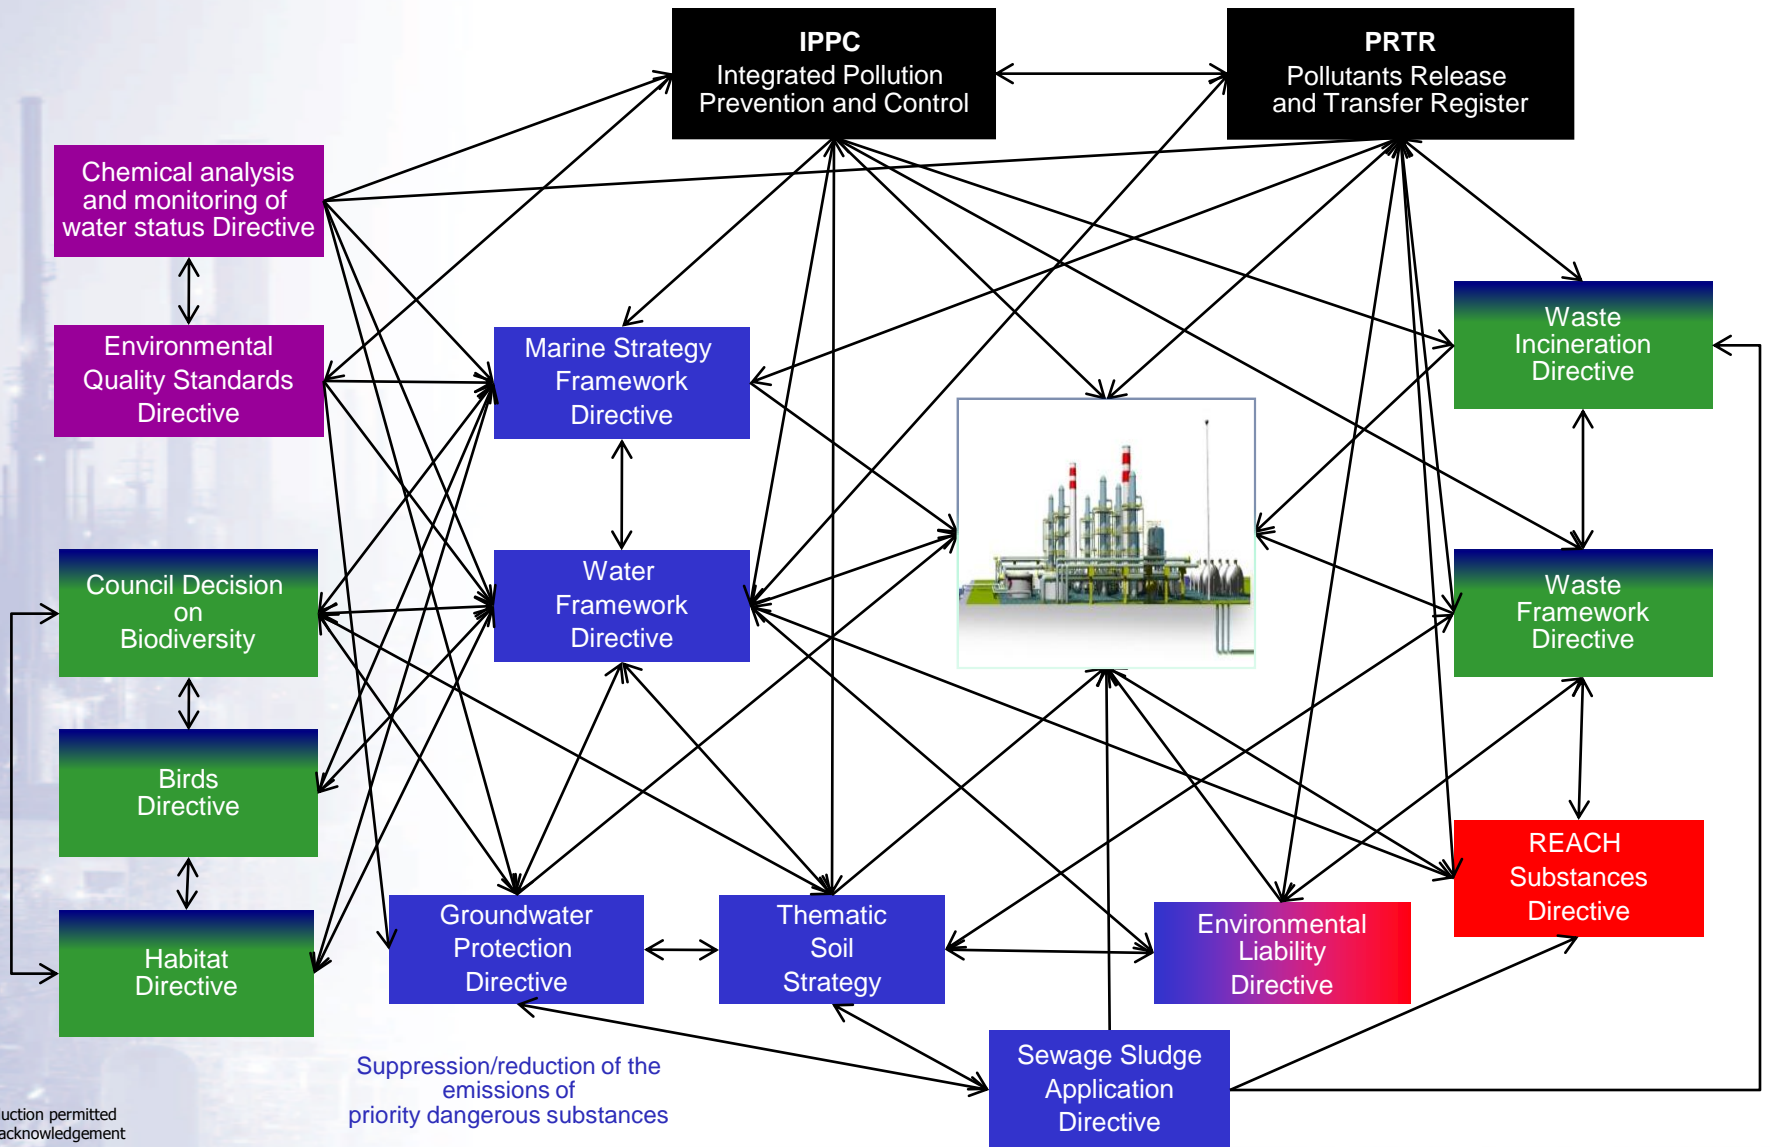 IPPC
Integrated Pollution
Prevention and Control
PRTR
Pollutants Release
and Transfer Register
Chemical analysis
and monitoring of
water status Directive
Environmental
Quality Standards
Directive
Marine Strategy
Framework
Directive
Waste
Incineration
Directive
Council Decision
on
Biodiversity
Water
Framework
Directive
Waste
Framework
Directive
Birds
Directive
REACH
Substances
Directive
Habitat
Directive
Groundwater
Protection
Directive
Thematic
Soil
Strategy
Environmental
Liability
Directive
Sewage Sludge
Application
Directive
Suppression/reduction of the
emissions of
priority dangerous substances
uction permitted
acknowledgement